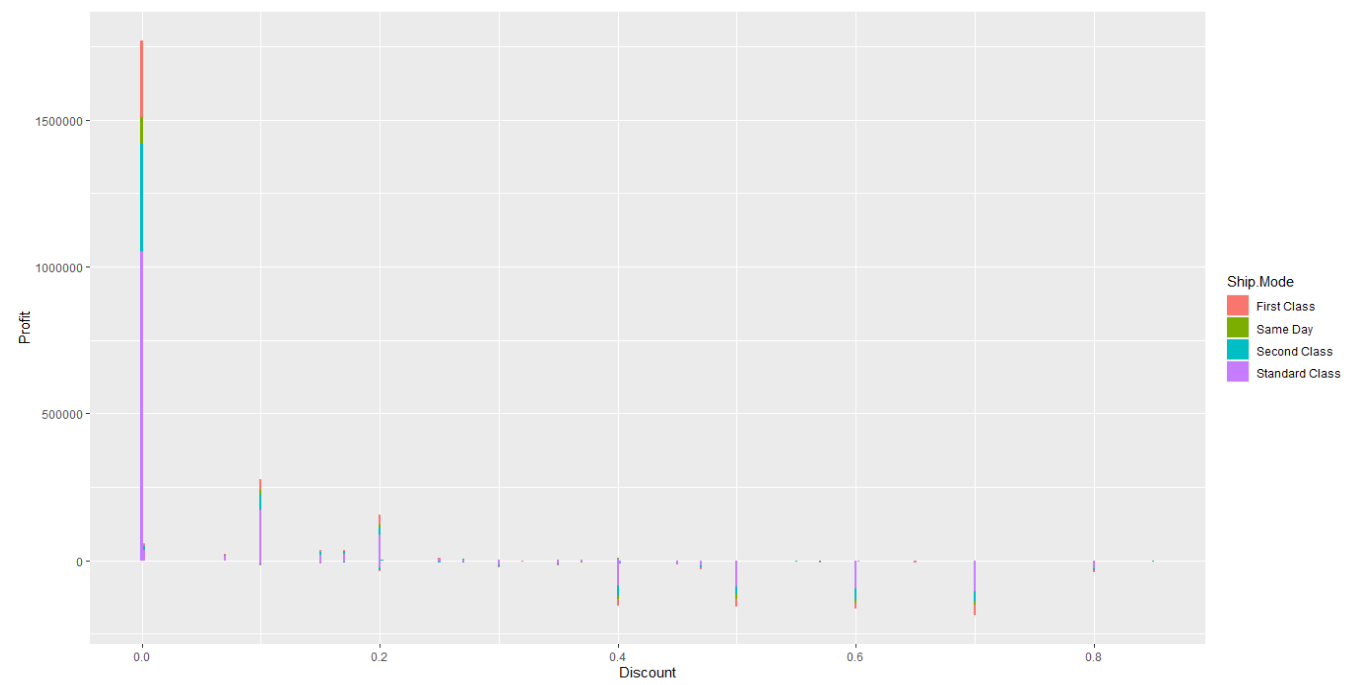 1500000
1000000
500000
0
Profit
0.0 0.2 0.4 0.6 0.8
Discount
Ship.Mode
First Class
Same Day
Second Class
Standard Class